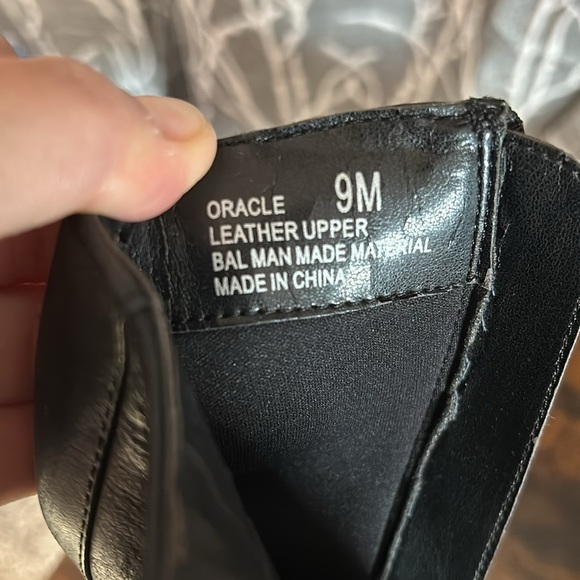 ORACLE 9M
LEATHER UPPER
BAL MAN MADE MATERIAL
MADE IN CHINA